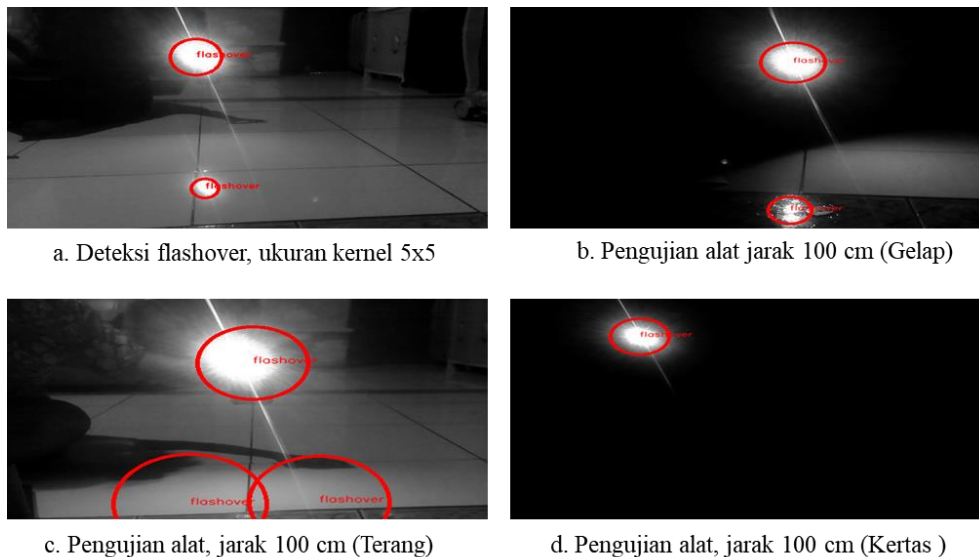 flashover
flashover
flashover
flashover
a. Deteksi flashover, ukuran kernel 5x5
b. Pengujian alat jarak 100 cm (Gelap)
flashover
flashover
flashover
flashover
c. Pengujian alat, jarak 100 cm (Terang)
d. Pengujian alat, jarak 100 cm (Kertas )